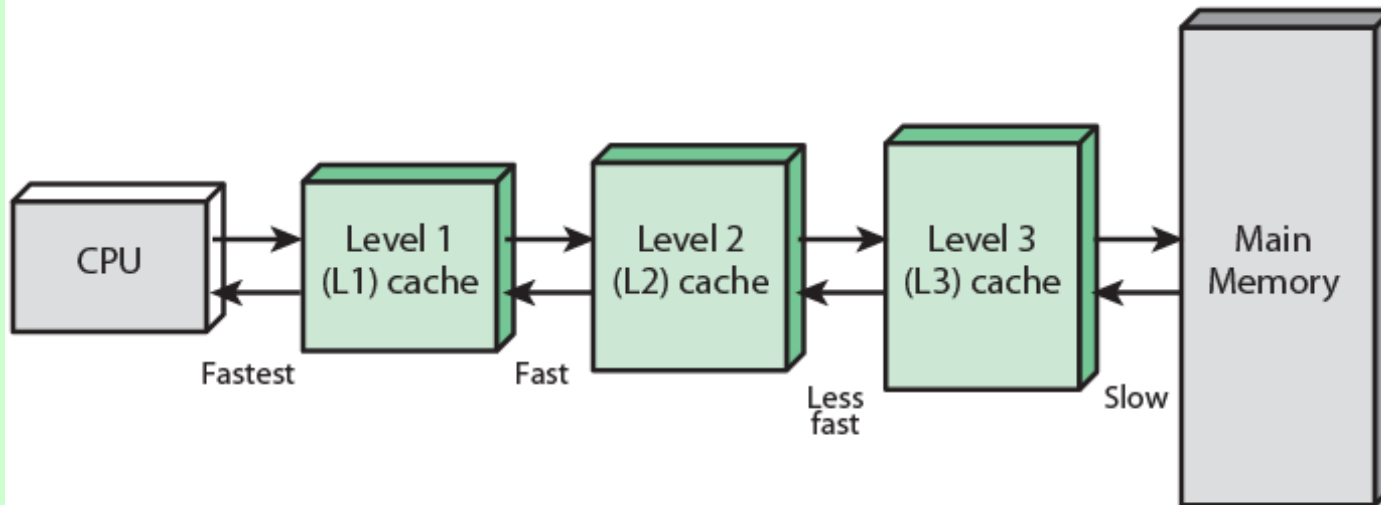 CPU
Level 1
(L1) cache
Level 2
(L2) cache
Level 3
(L3) cache
Main
Memory
Fastest
Fast
Less
fast
Slow